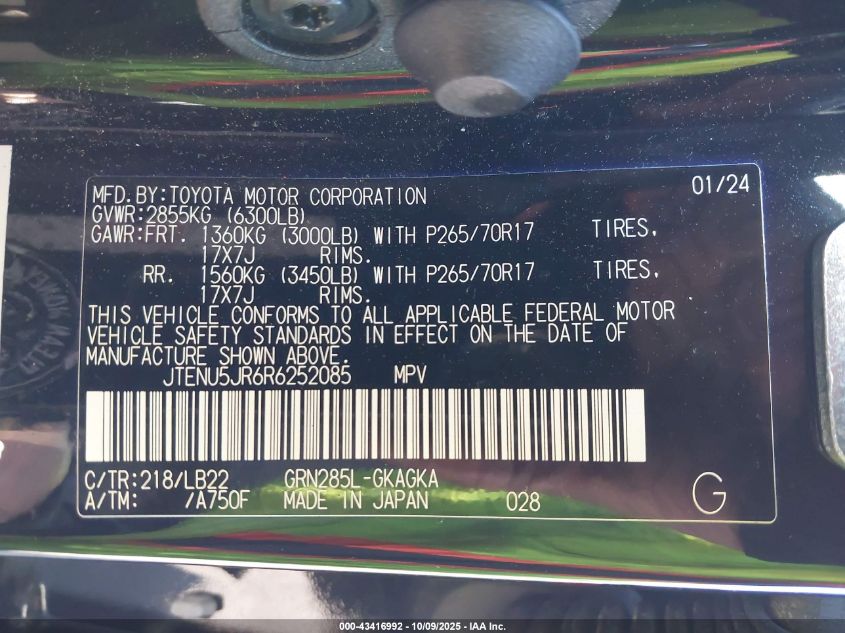 MFD.BY:TOYOTA MOTOR CORPORATION 01/24
GVWR:2855KG (6300LB)
GAWR:FRT. 1360KG (3000LB) WITH P265/70R17 TIRES,
17X7J RIMS.
RR. 1560KG (3450LB) WITH P265/70R17 TIRES,
17X7J RIMS.
THIS VEHICLE CONFORMS TO ALL APPLICABLE FEDERAL MOTOR
VEHICLE SAFETY STANDARDS IN EFFECT ON THE DATE OF
MANUFACTURE SHOWN ABOVE.
JTENU5JR6R6252085 MPV
C/TR:218/LB22 GRN285L-GKAGKA
A/TM: /A750F MADE IN JAPAN 028 G
000-43416992 - 10/09/2025 - IAA Inc.